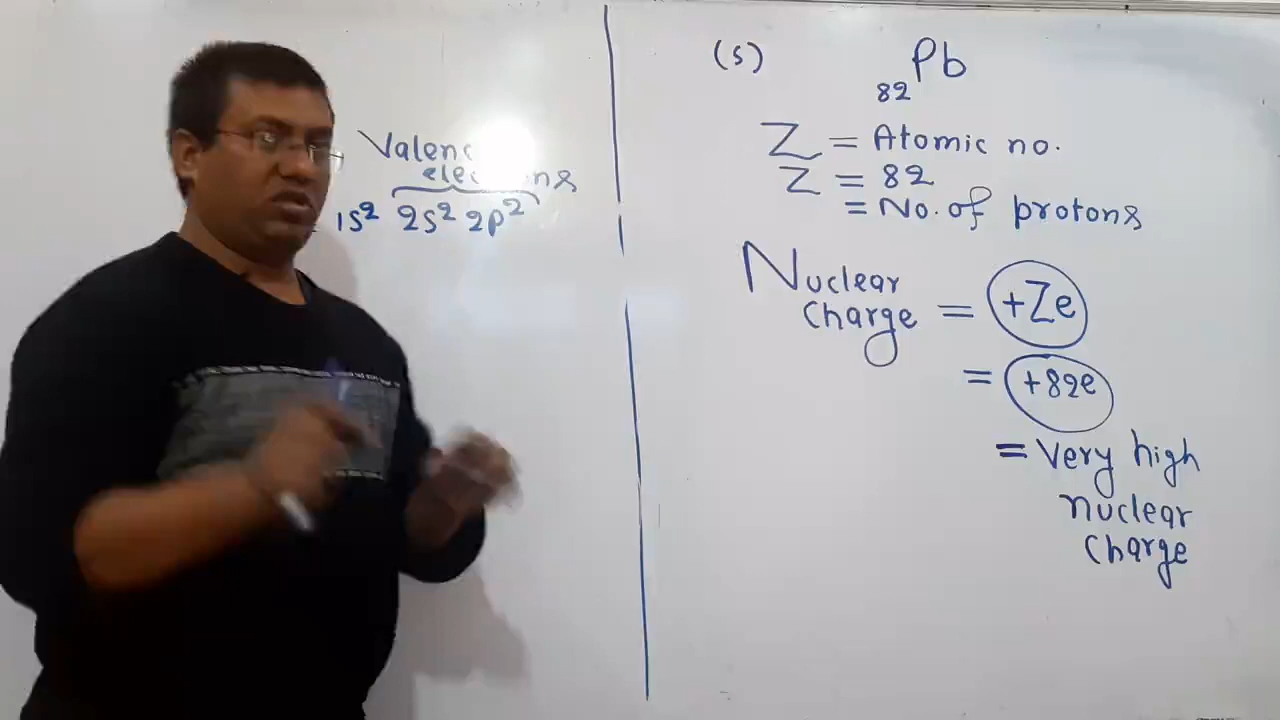 Valenc
elec ns
1s² 2s² 2p²
(5)
82Pb
Z = Atomic no.
Z = 82
= No. of protons
Nuclear
Charge = +Ze
= +82e
= Very high
nuclear
Charge